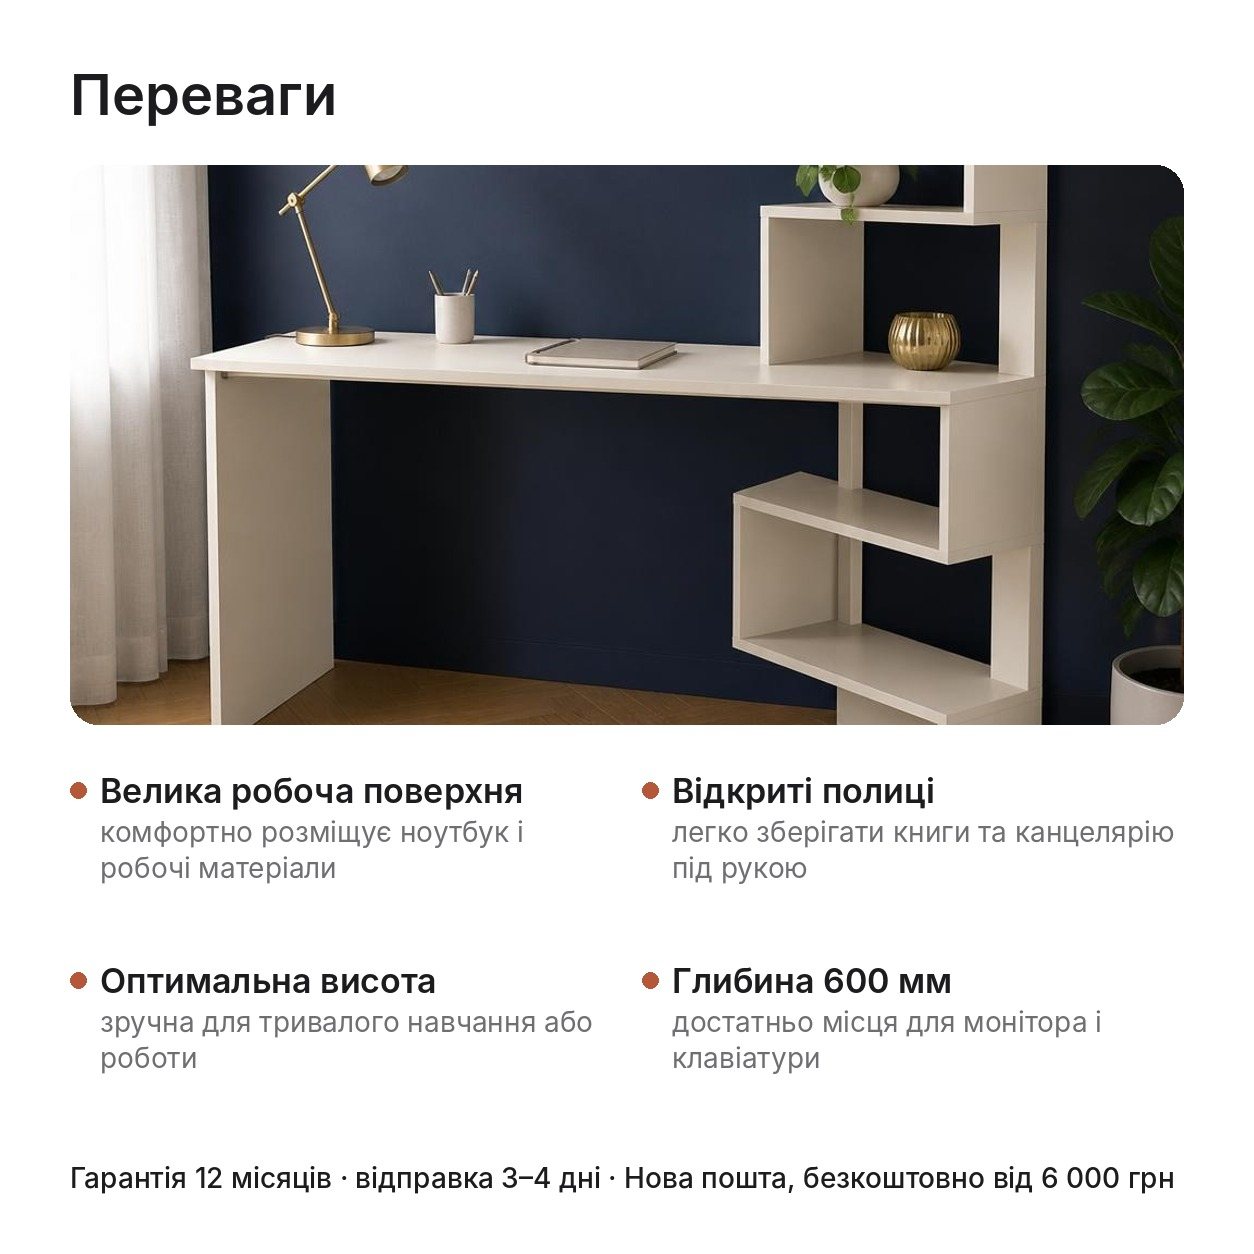 Переваги
Велика робоча поверхня
комфортно розміщує ноутбук і
робочі матеріали
Відкриті полиці
легко зберігати книги та канцелярію
під рукою
Оптимальна висота
зручна для тривалого навчання або
роботи
Глибина 600 мм
достатньо місця для монітора і
клавіатури
Гарантія 12 місяців · відправка 3–4 дні · Нова пошта, безкоштовно від 6 000 грн